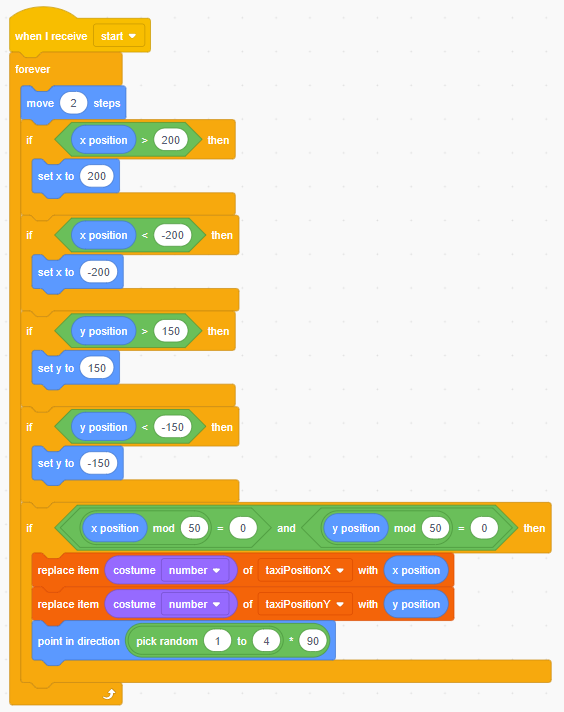 when I receive start
forever
move 2 steps
if x position > 200 then
set x to 200
if x position < -200 then
set x to -200
if y position > 150 then
set y to 150
if y position < -150 then
set y to -150
if x position mod 50 = 0 and y position mod 50 = 0 then
replace item costume number of taxiPositionX with x position
replace item costume number of taxiPositionY with y position
point in direction pick random 1 to 4 * 90